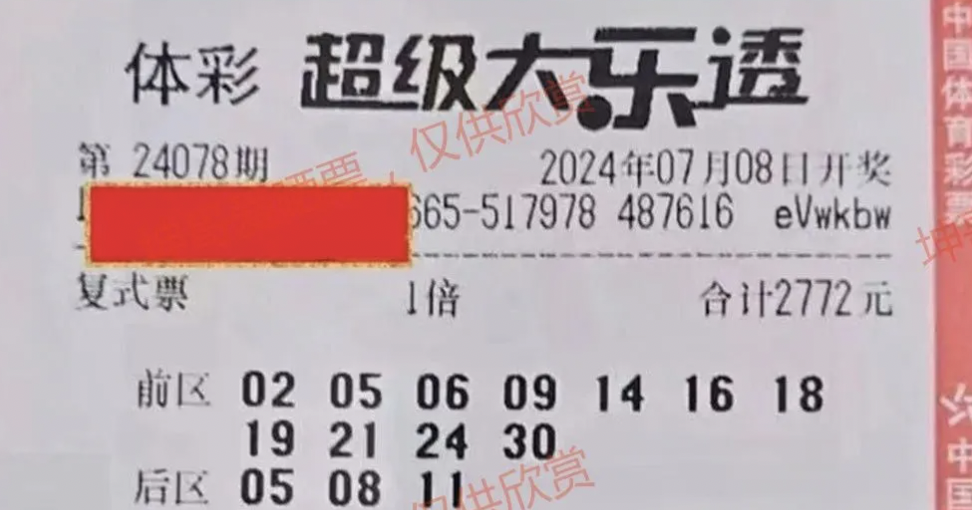 体彩 超级大乐透
第 24078期 2024年07月08日开奖
665-517978 487616 eVwkbw
复式票 1倍 合计2772元
前区 02 05 06 09 14 16 18
19 21 24 30
后区 05 08 11
仅供欣赏
仅供欣赏
中国体育彩票
中国